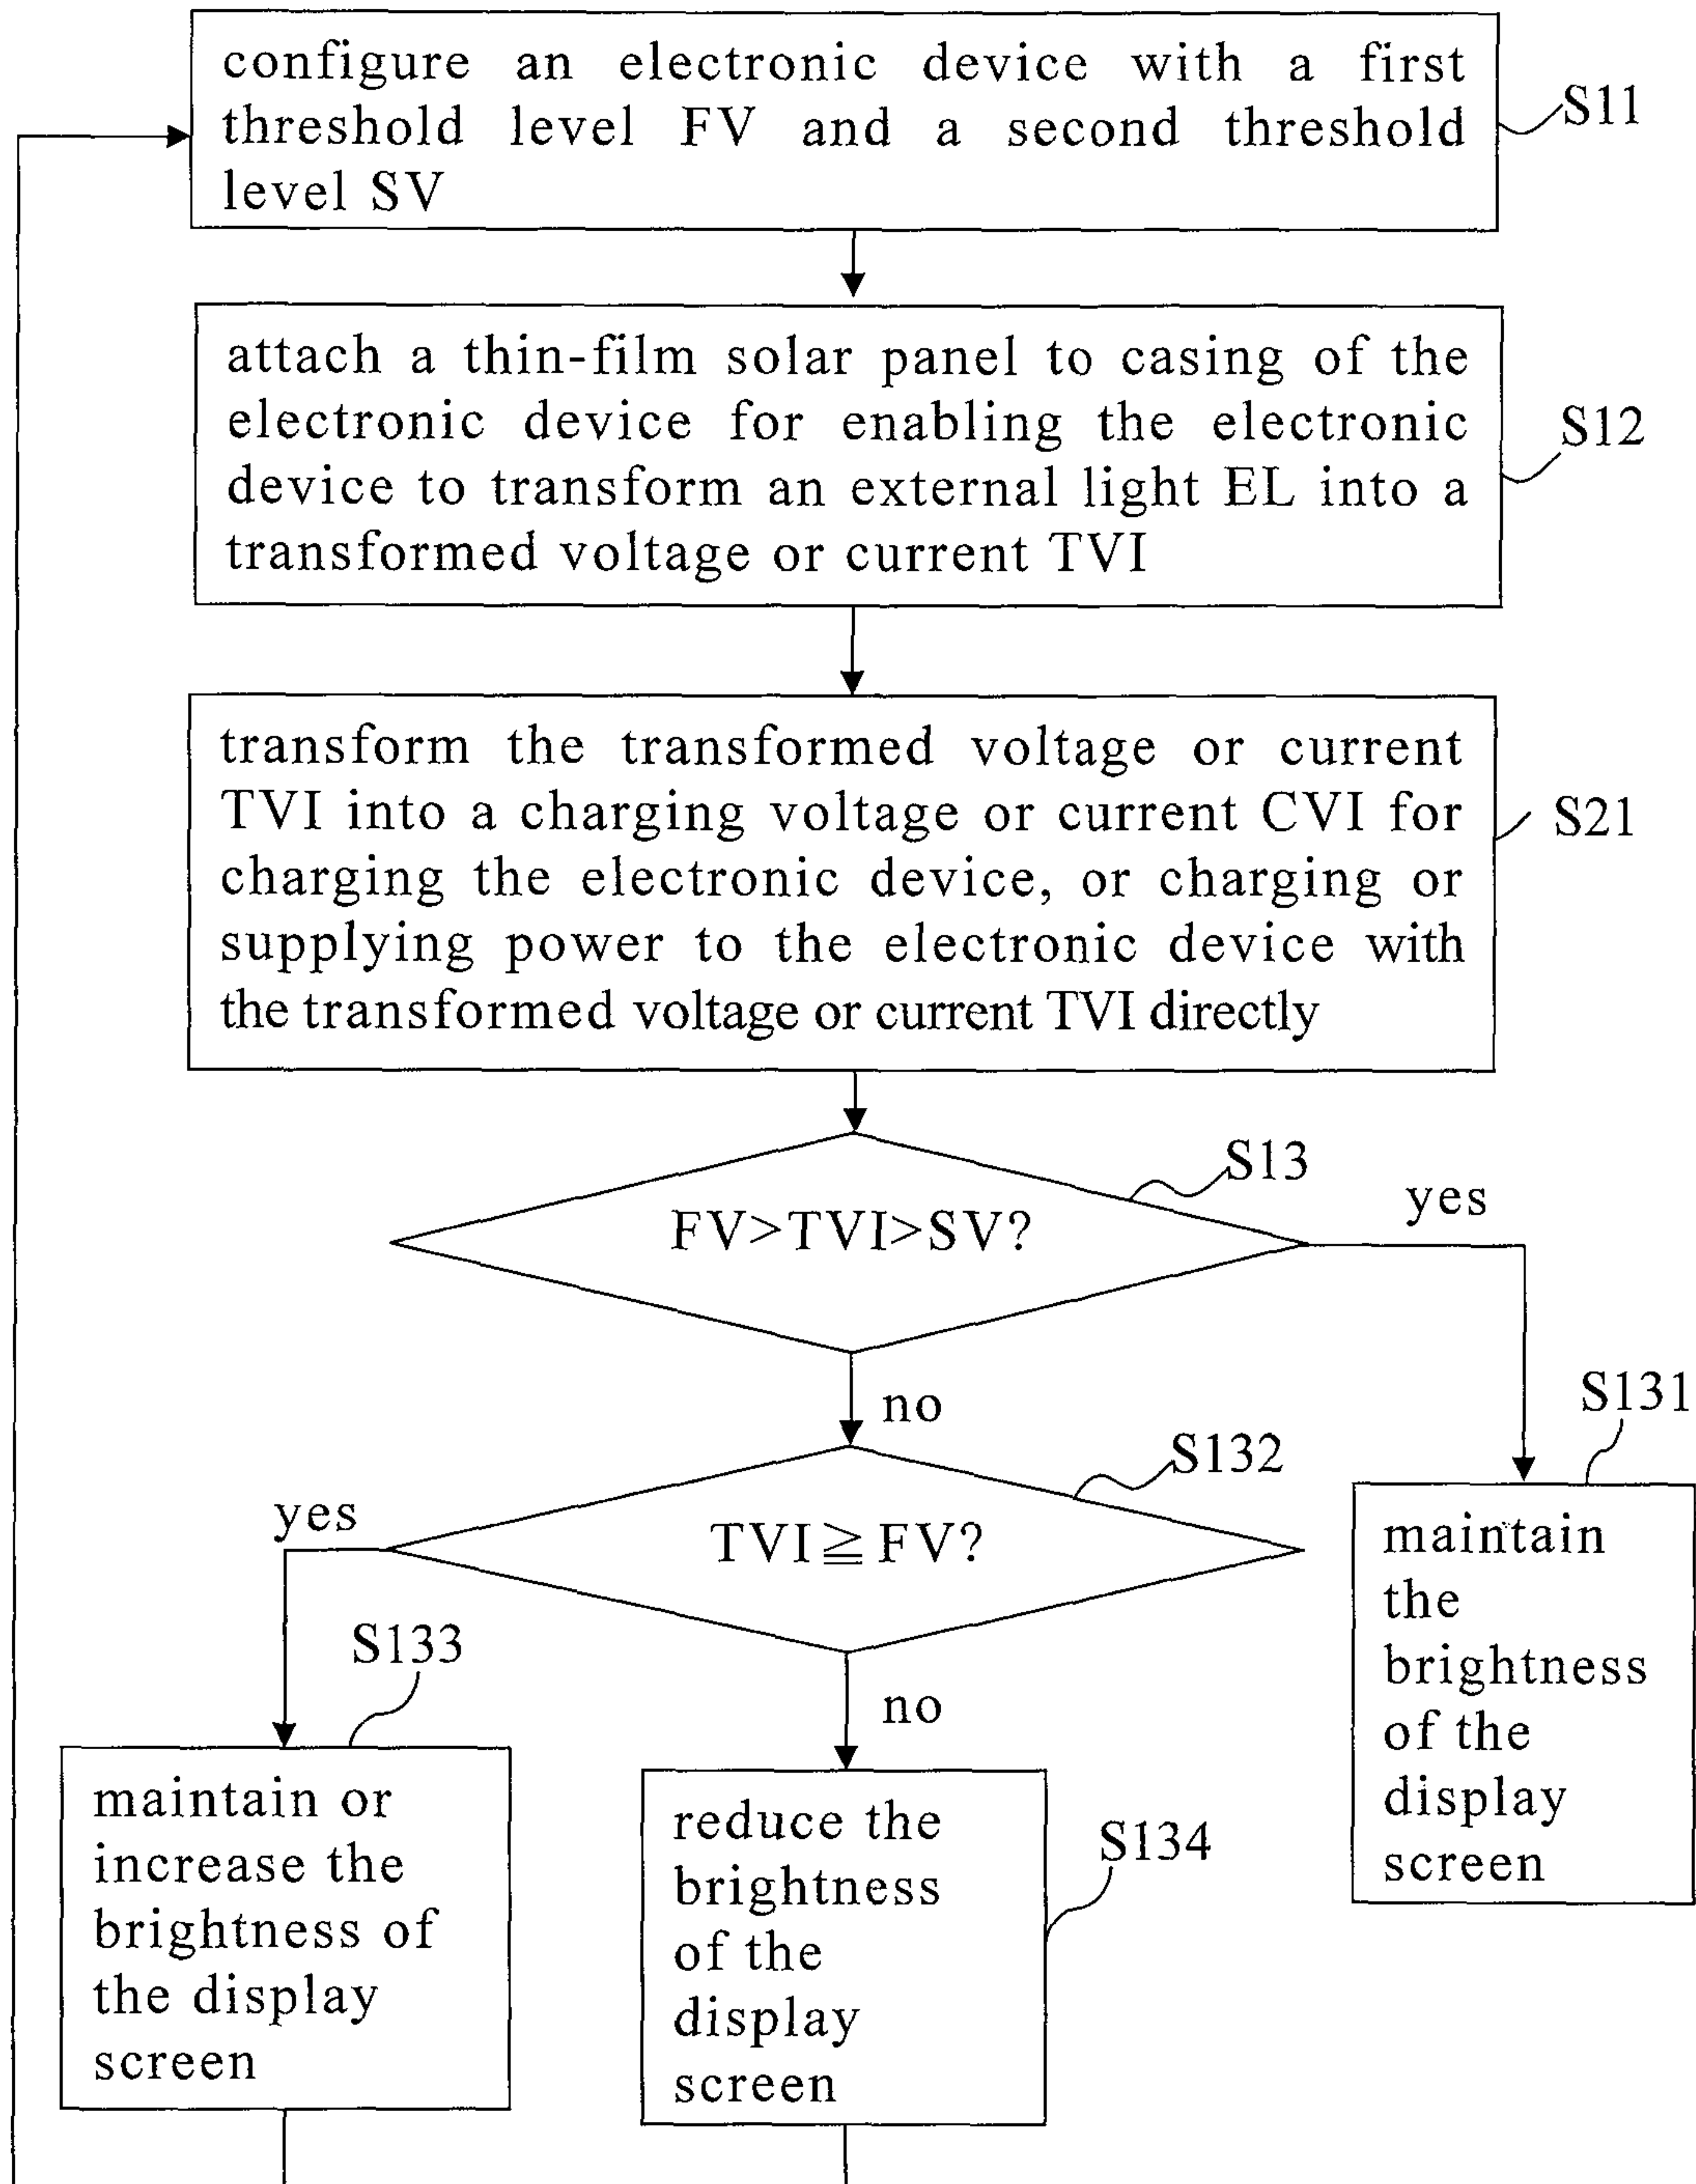 configure an electronic device with a first
threshold level FV and a second threshold
level SV
S11
attach a thin-film solar panel to casing of the
electronic device for enabling the electronic
device to transform an external light EL into a
transformed voltage or current TVI
S12
transform the transformed voltage or current
TVI into a charging voltage or current CVI for
charging the electronic device, or charging or
supplying power to the electronic device with
the transformed voltage or current TVI directly
S21
S13
FV>TVI>SV?
yes
no
S131
maintain
the
brightness
of the
display
screen
S132
TVI≧FV?
yes
no
S133
maintain or
increase the
brightness of
the display
screen
S134
reduce the
brightness
of the
display
screen